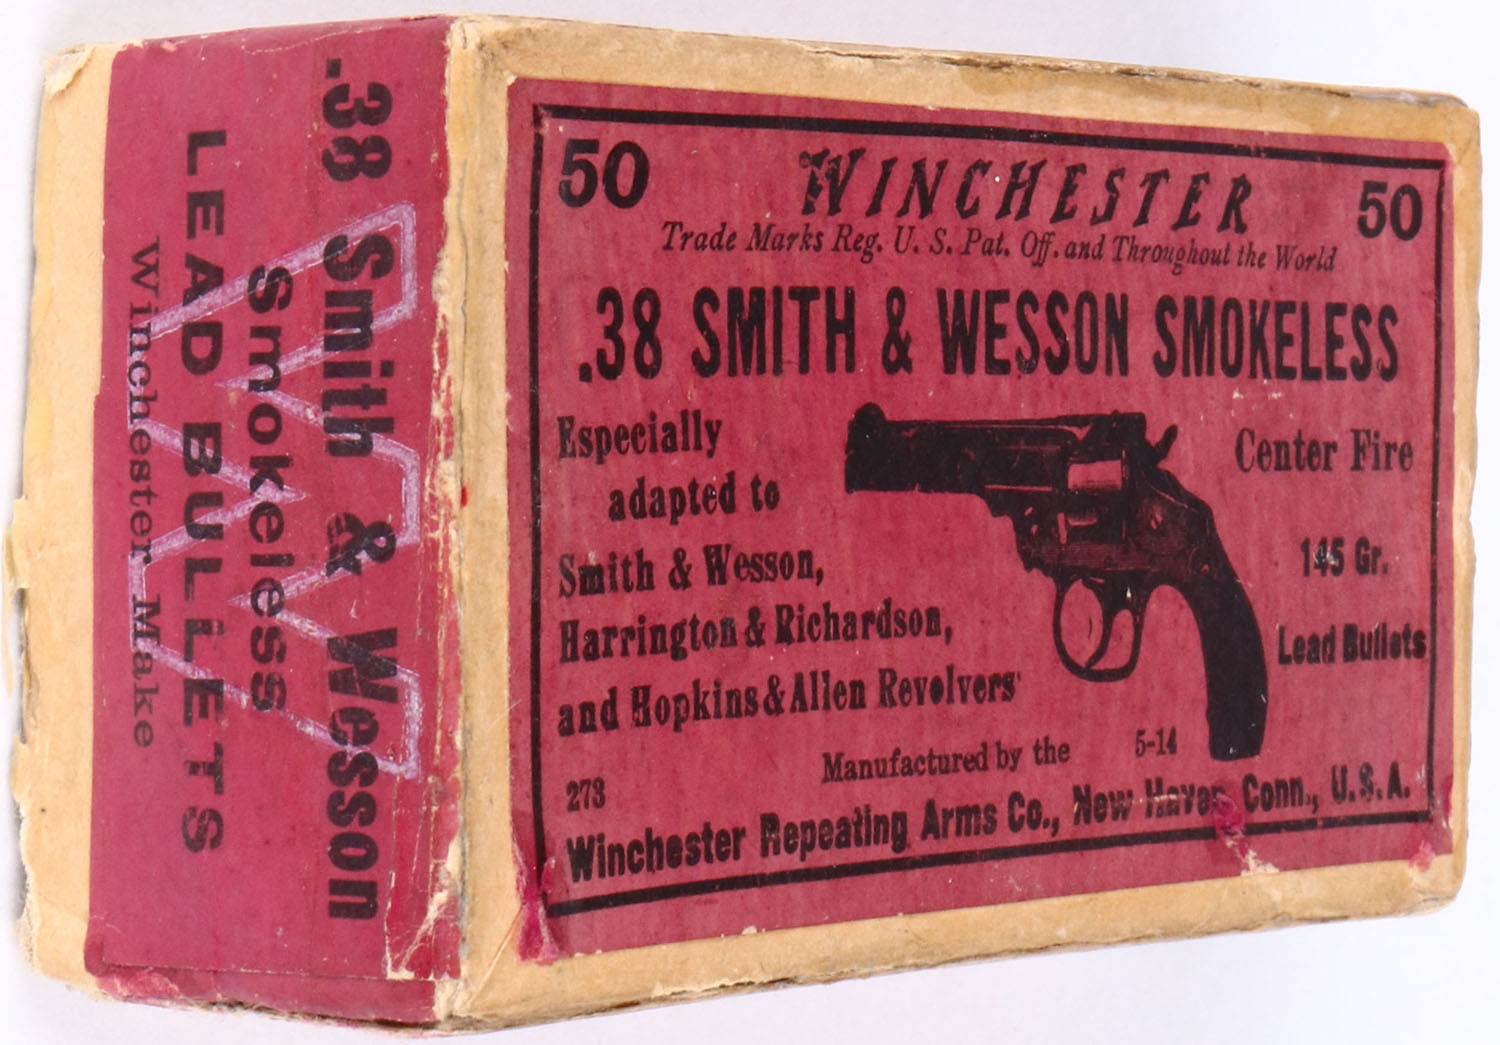 50 WINCHESTER 50
Trade Marks Reg. U. S. Pat. Off. and Throughout the World
.38 SMITH & WESSON SMOKELESS
Especially
adapted to
Smith & Wesson,
Harrington & Richardson,
and Hopkins & Allen Revolvers
Center Fire
145 Gr.
Lead Bullets
273
Manufactured by the
5-14
Winchester Repeating Arms Co., New Haven, Conn., U.S.A.
.38 Smith & Wesson
Smokeless
LEAD BULLETS
Winchester Make
W